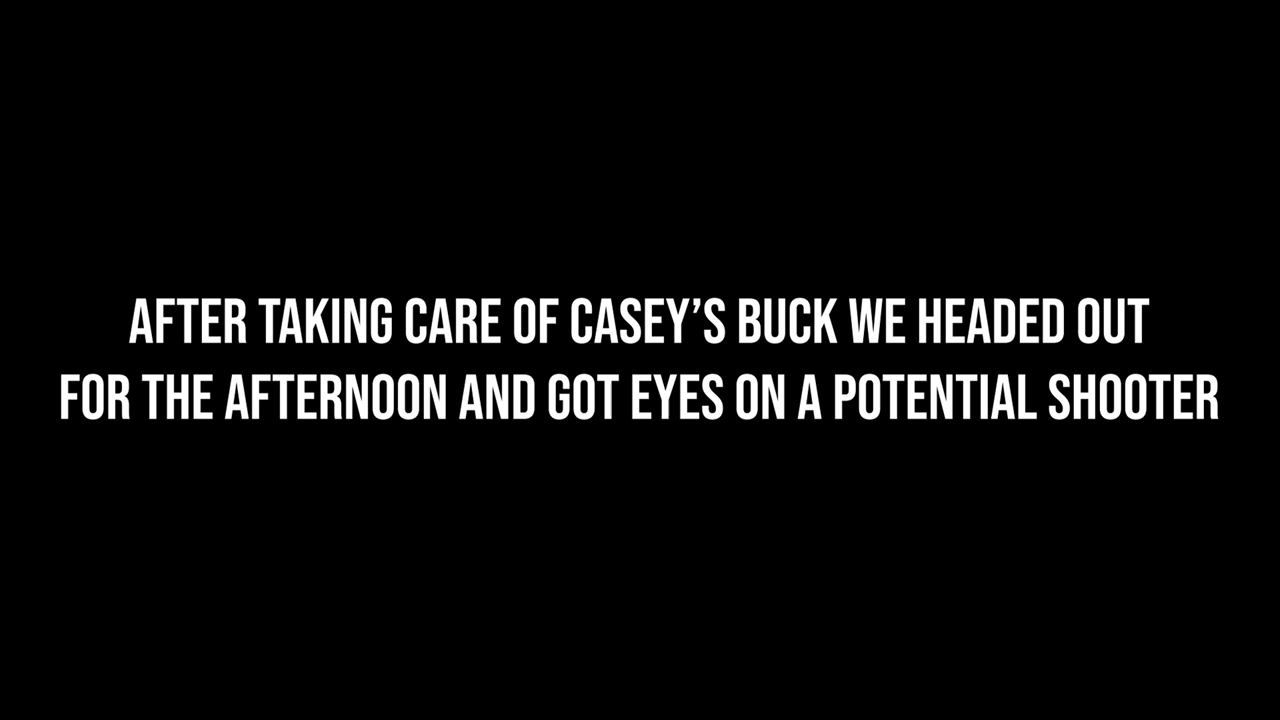 AFTER TAKING CARE OF CASEY’S BUCK WE HEADED OUT
FOR THE AFTERNOON AND GOT EYES ON A POTENTIAL SHOOTER